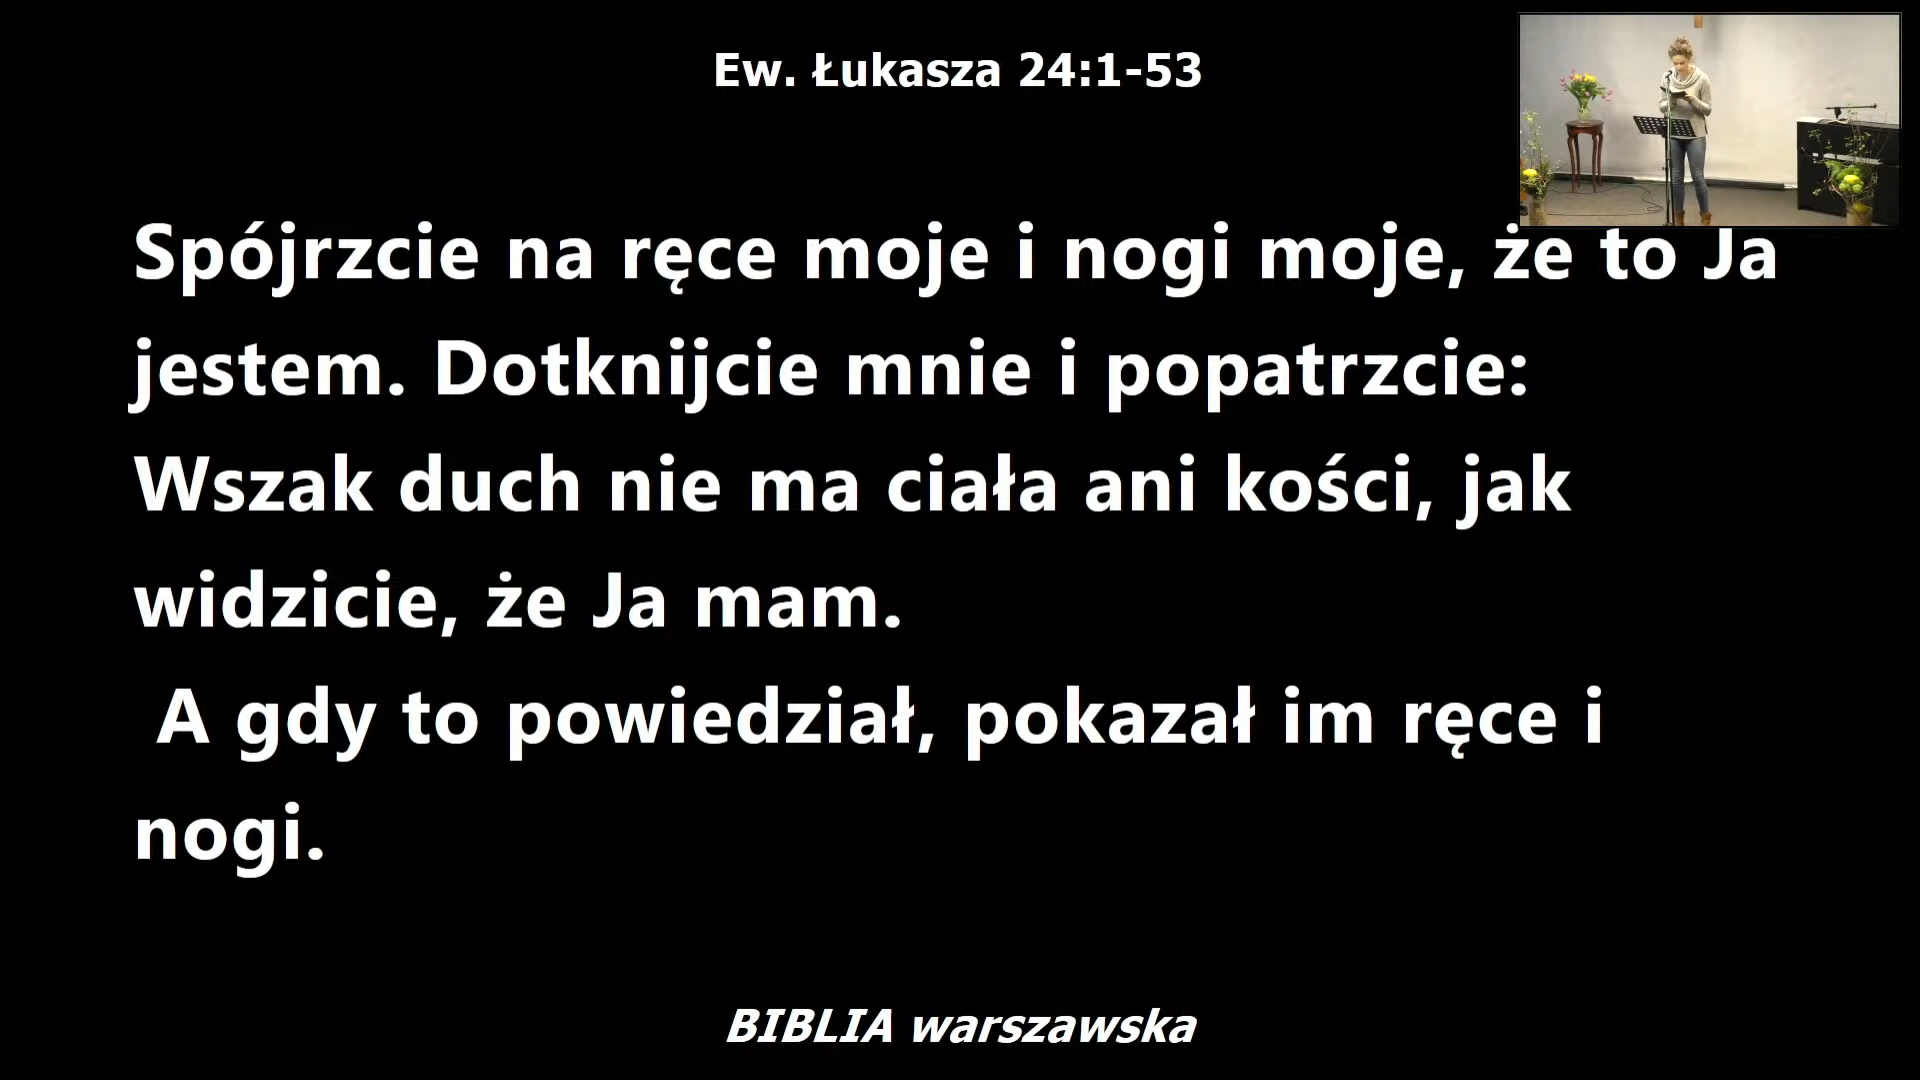 Ew. Łukasza 24:1-53
Spójrzcie na ręce moje i nogi moje, że to Ja
jestem. Dotknijcie mnie i popatrzcie:
Wszak duch nie ma ciała ani kości, jak
widzicie, że Ja mam.
A gdy to powiedział, pokazał im ręce i
nogi.
BIBLIA warszawska